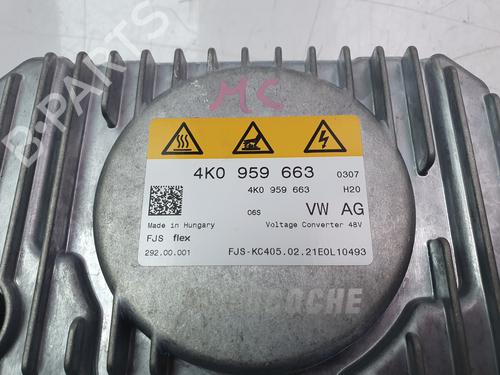 MC
4K0 959 663 0307
4K0 959 663 H20
06S VW AG
Made in Hungary Voltage Converter 48V
FJS flex
292.00.001 FJS-KC405.02.21E0L10493
B-PARTS